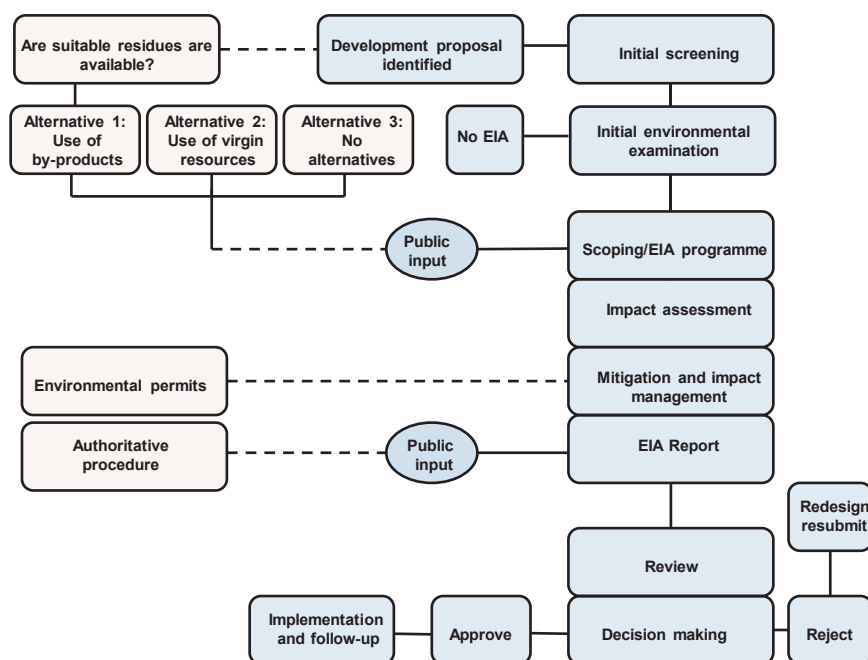 Are suitable residues are
available?
Development proposal
identified
Initial screening
Alternative 1:
Use of
by-products
Alternative 2:
Use of virgin
resources
Alternative 3:
No
alternatives
No EIA
Initial environmental
examination
Public
input
Scoping/EIA programme
Impact assessment
Environmental permits
Mitigation and impact
management
Authoritative
procedure
Public
input
EIA Report
Redesign
resubmit
Review
Implementation
and follow-up
Approve
Decision making
Reject